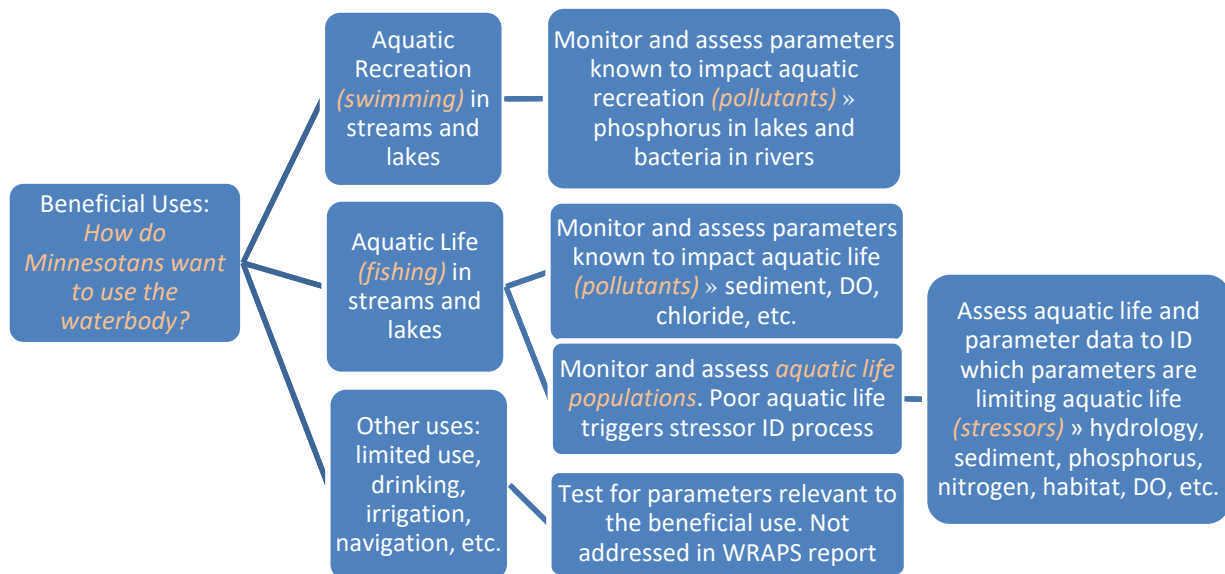 Beneficial Uses:
How do
Minnesotans want
to use the
waterbody?
Aquatic
Recreation
(swimming) in
streams and
lakes
Monitor and assess parameters
known to impact aquatic
recreation (pollutants) »
phosphorus in lakes and
bacteria in rivers
Aquatic Life
(fishing) in
streams and
lakes
Monitor and assess parameters
known to impact aquatic life
(pollutants) » sediment, DO,
chloride, etc.
Monitor and assess aquatic life
populations. Poor aquatic life
triggers stressor ID process
Assess aquatic life and
parameter data to ID
which parameters are
limiting aquatic life
(stressors) » hydrology,
sediment, phosphorus,
nitrogen, habitat, DO, etc.
Other uses:
limited use,
drinking,
irrigation,
navigation, etc.
Test for parameters relevant to
the beneficial use. Not
addressed in WRAPS report